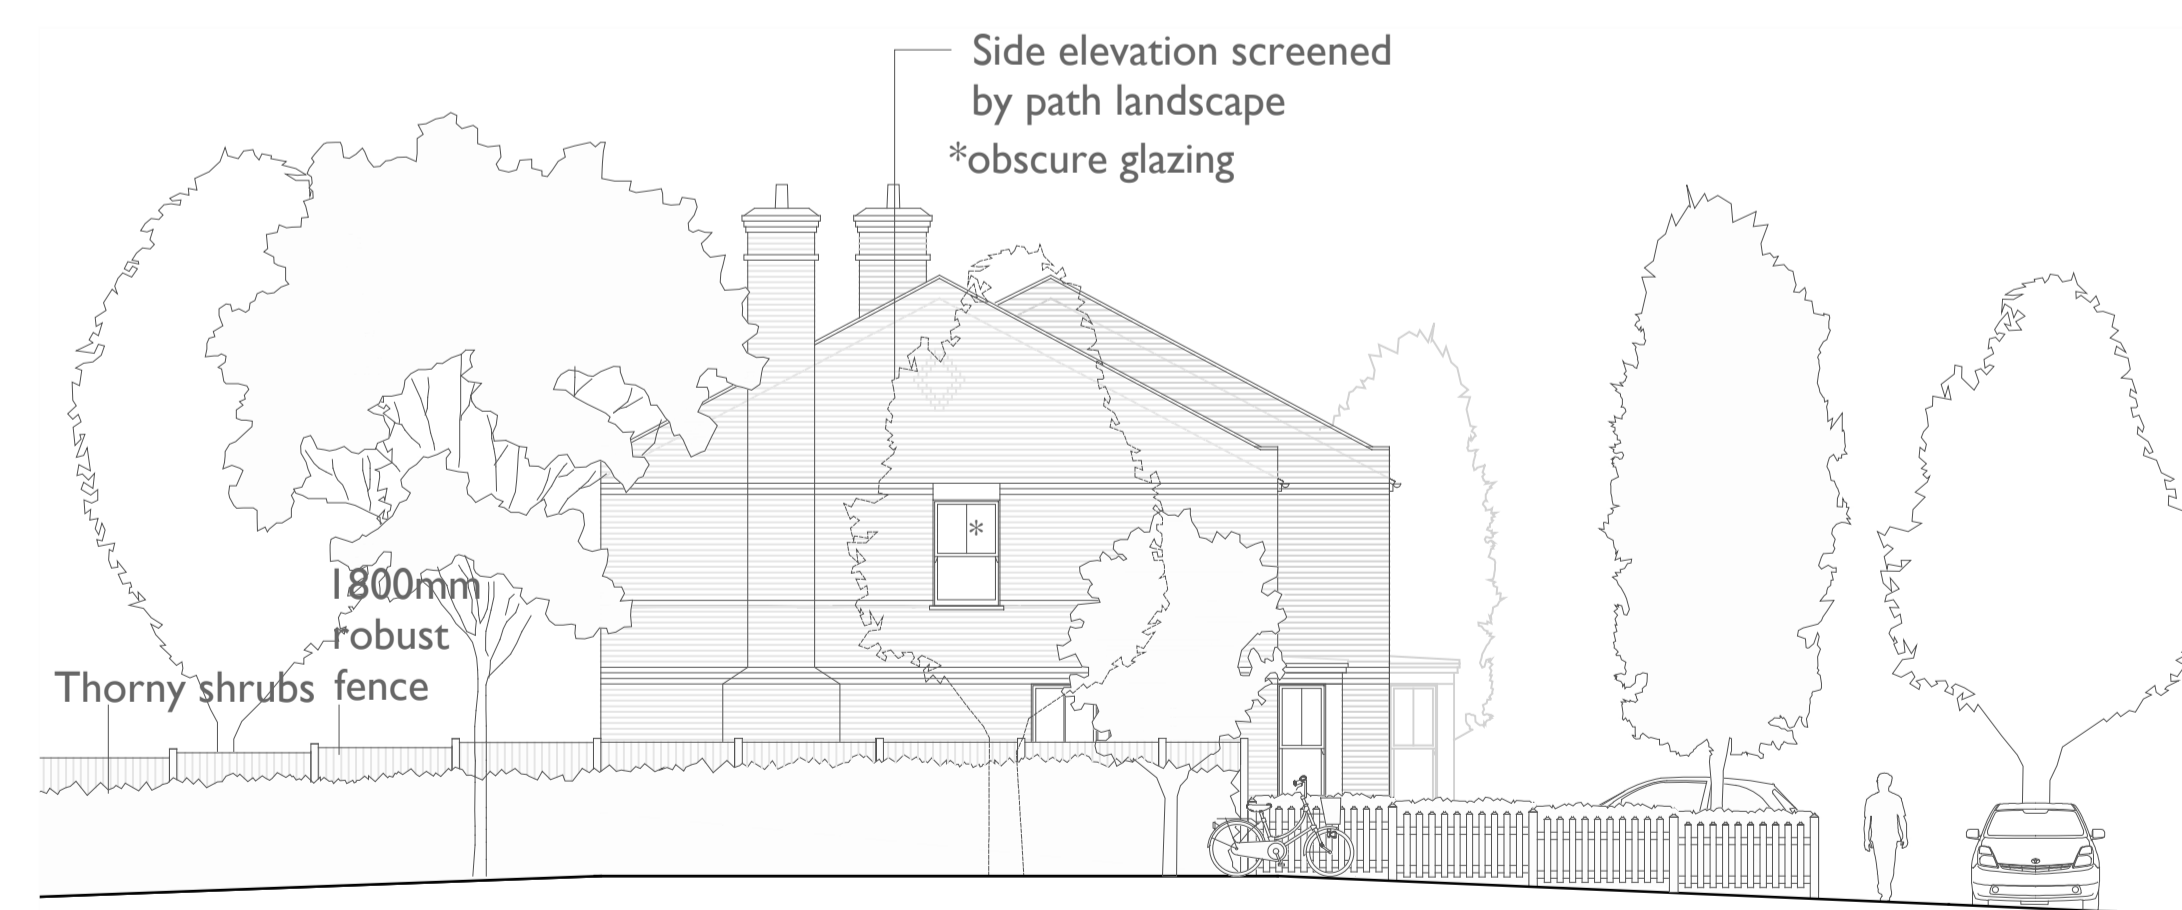 Side elevation screened
by path landscape
*obscure glazing
*
1800mm
robust
fence
Thorny shrubs